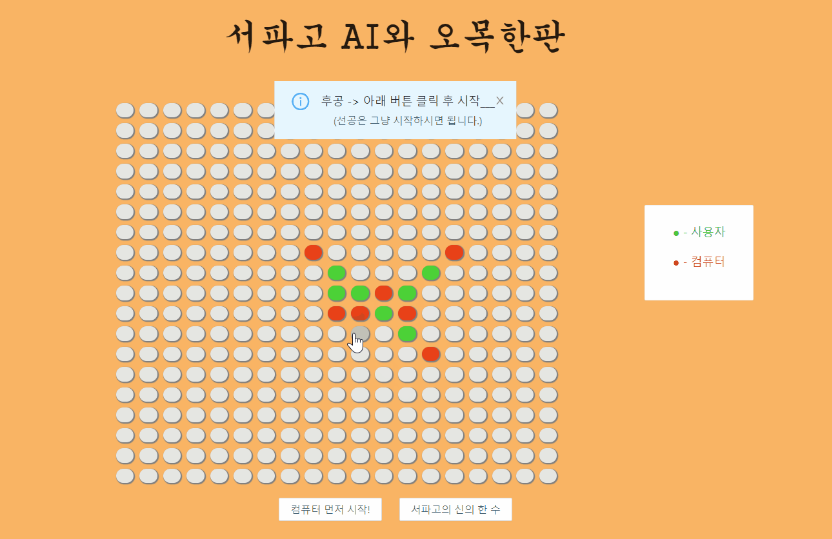 서파고 AI와 오목한판
후공 -> 아래 버튼 클릭 후 시작__
(선공은 그냥 시작하시면 됩니다.)
- 사용자
- 컴퓨터
컴퓨터 먼저 시작!
서파고의 신의 한 수